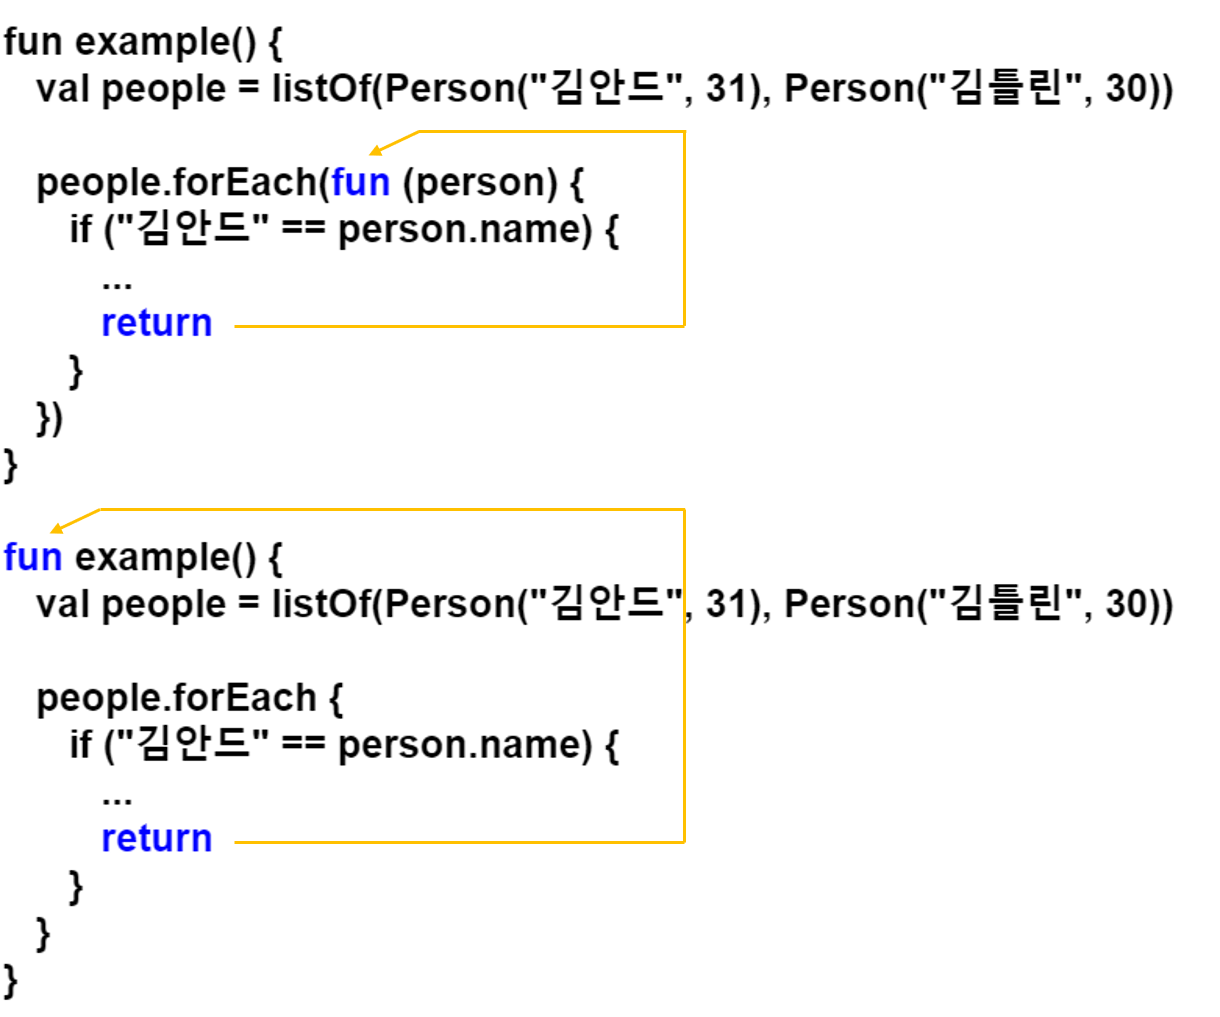 fun example() {
val people = listOf(Person("김안드", 31), Person("김틀린", 30))
people.forEach(fun (person) {
if ("김안드" == person.name) {
...
return
}
})
}
fun example() {
val people = listOf(Person("김안드", 31), Person("김틀린", 30))
people.forEach {
if ("김안드" == person.name) {
...
return
}
}
}